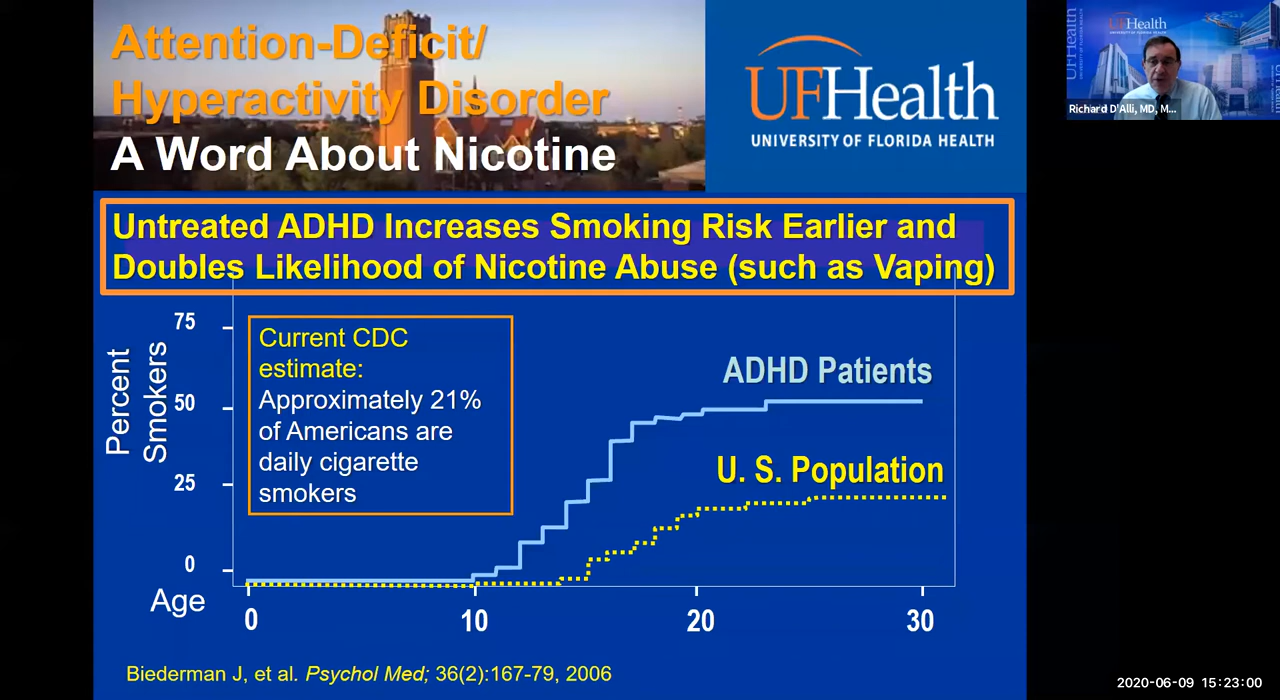 Attention-Deficit/
Hyperactivity Disorder
A Word About Nicotine
UFHealth
UNIVERSITY OF FLORIDA HEALTH
UFHealth
Richard D'Alli, MD, M...
Untreated ADHD Increases Smoking Risk Earlier and
Doubles Likelihood of Nicotine Abuse (such as Vaping)
Percent
Smokers
75
50
25
0
Current CDC
estimate:
Approximately 21%
of Americans are
daily cigarette
smokers
ADHD Patients
U. S. Population
Age
0
10
20
30
Biederman J, et al. Psychol Med; 36(2):167-79, 2006
2020-06-09 15:23:00